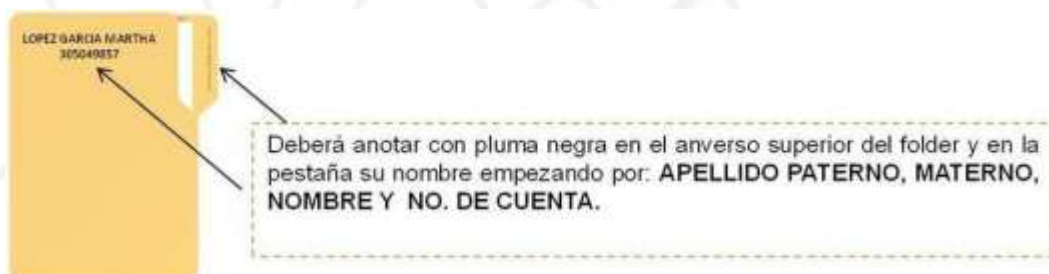 LOPEZ GARCIA MARTHA
305049857
Deberá anotar con pluma negra en el anverso superior del folder y en la
pestaña su nombre empezando por: APELLIDO PATERNO, MATERNO,
NOMBRE Y NO. DE CUENTA.